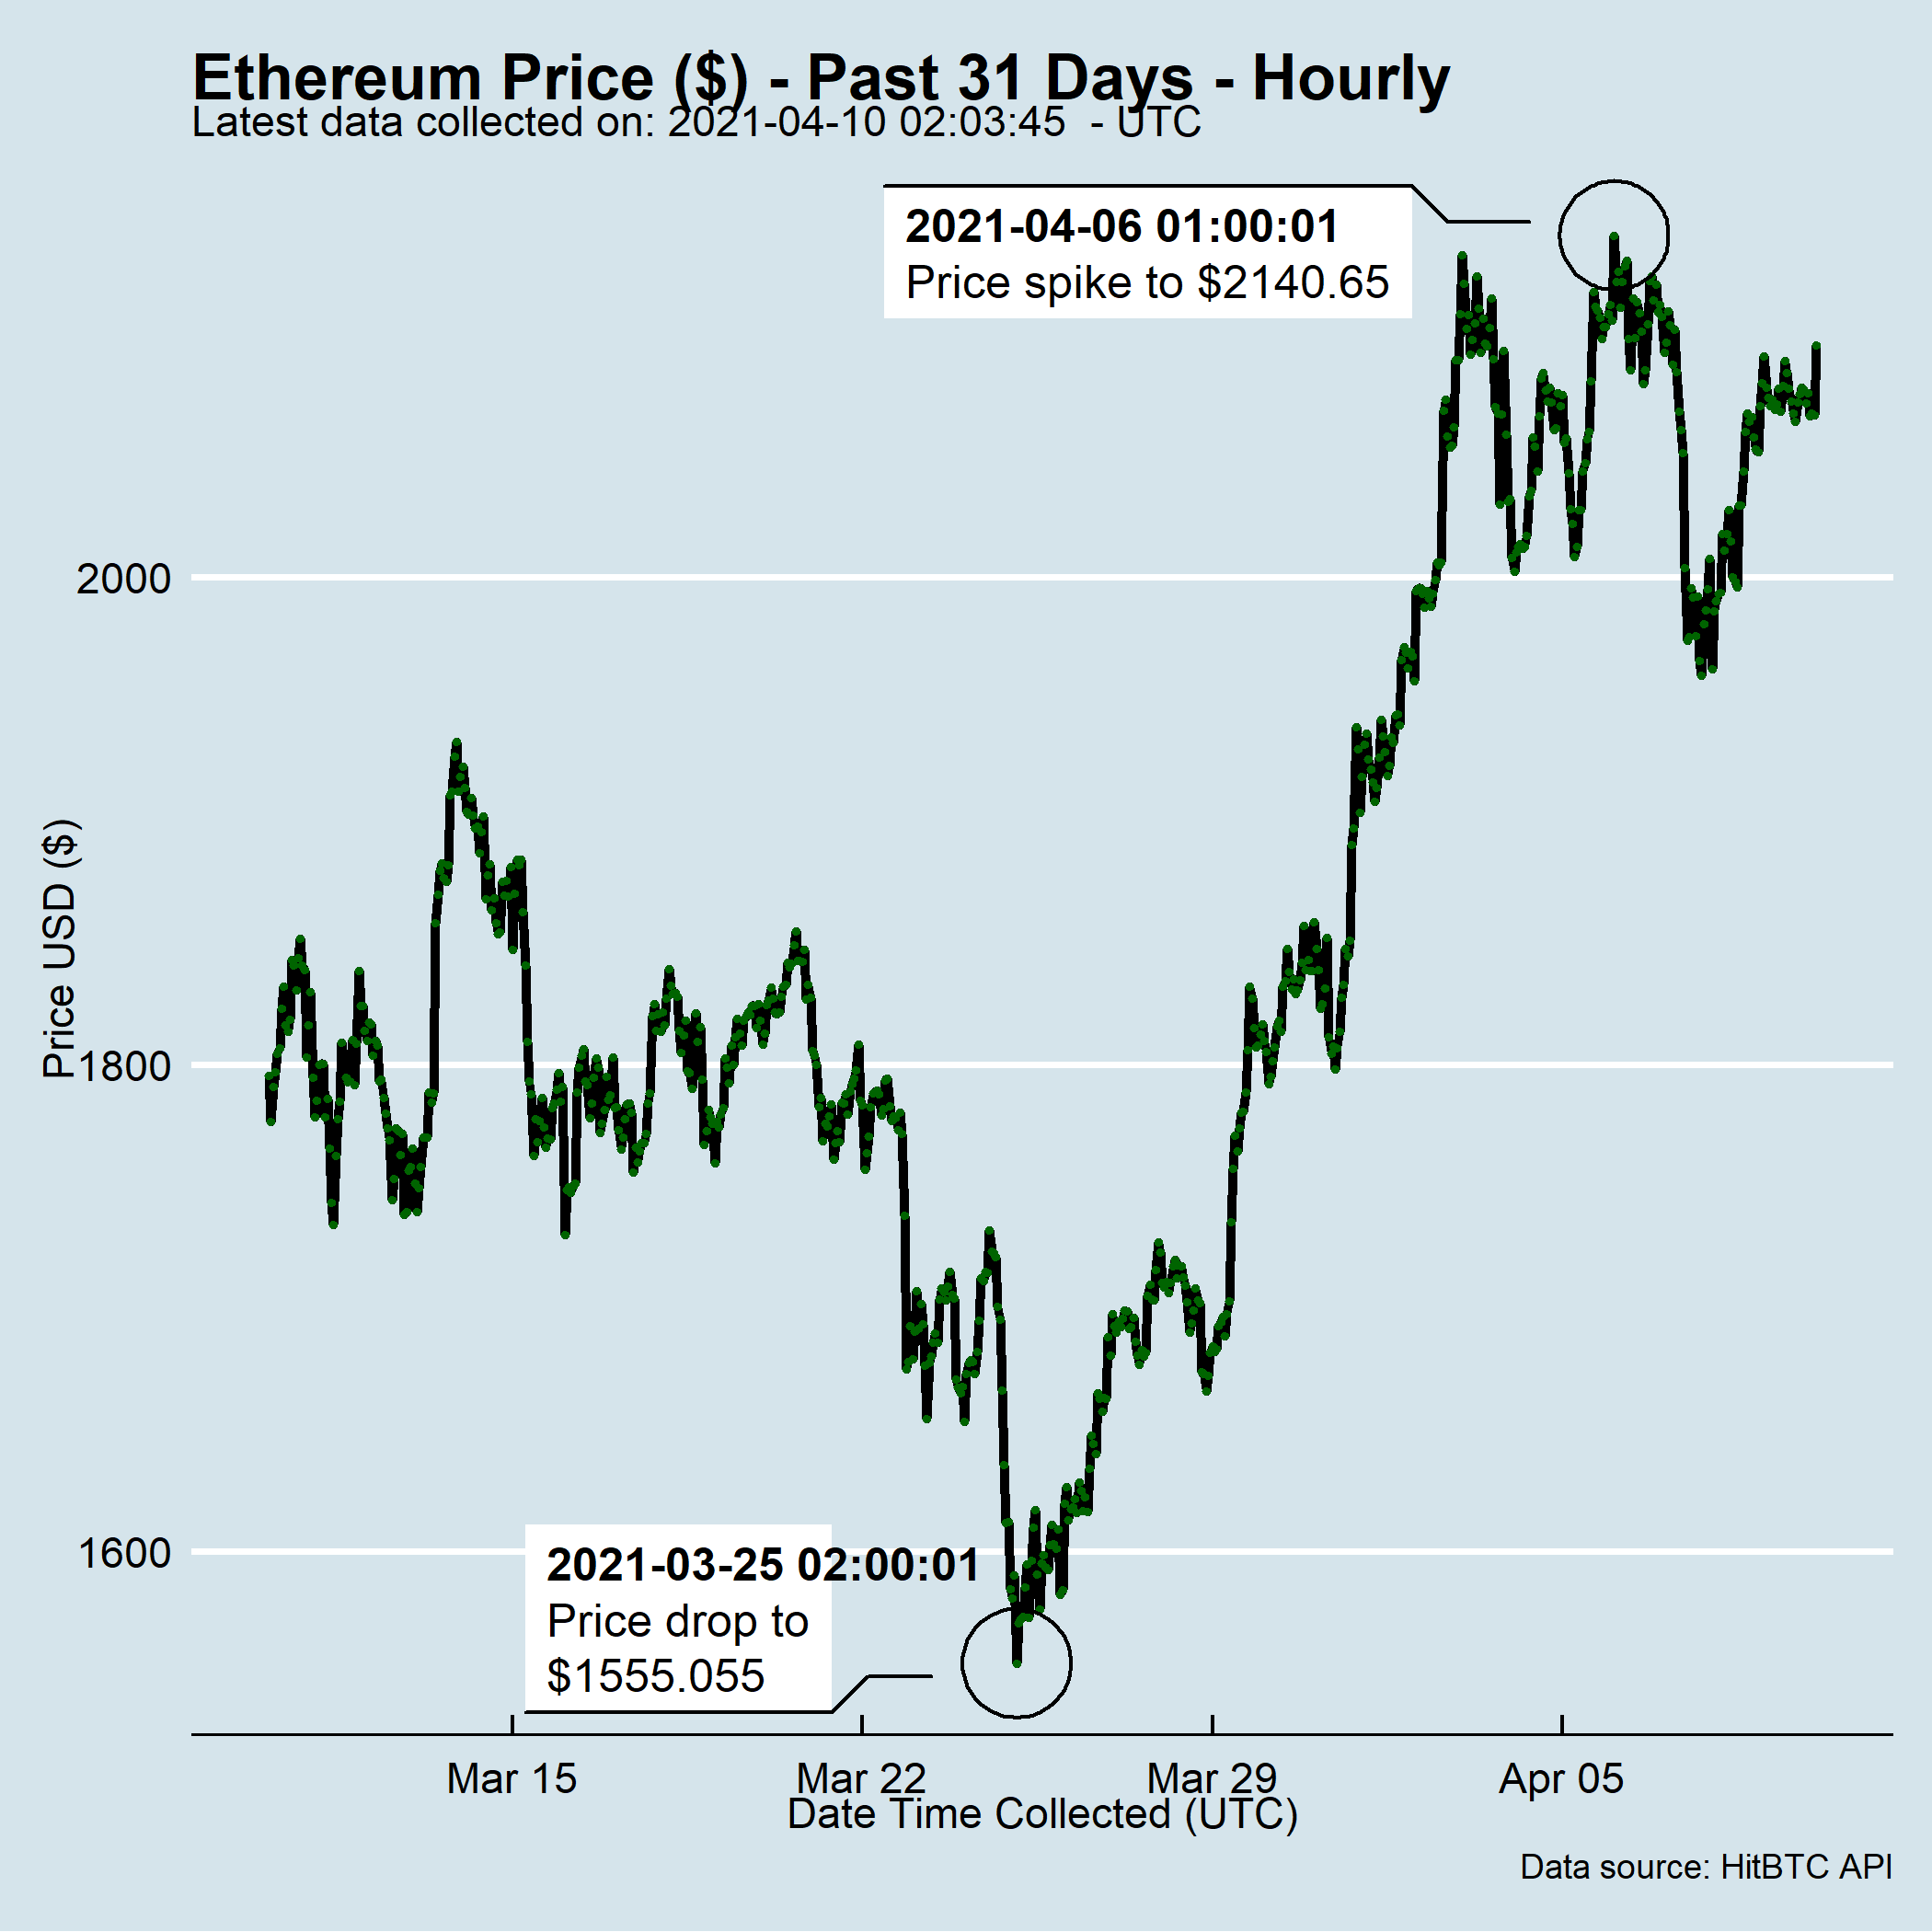 Ethereum Price ($) - Past 31 Days - Hourly
Latest data collected on: 2021-04-10 02:03:45  - UTC
2021-04-06 01:00:01
Price spike to $2140.65
2000
1800
1600
Price USD ($)
2021-03-25 02:00:01
Price drop to
$1555.055
Mar 15
Mar 22
Mar 29
Apr 05
Date Time Collected (UTC)
Data source: HitBTC API